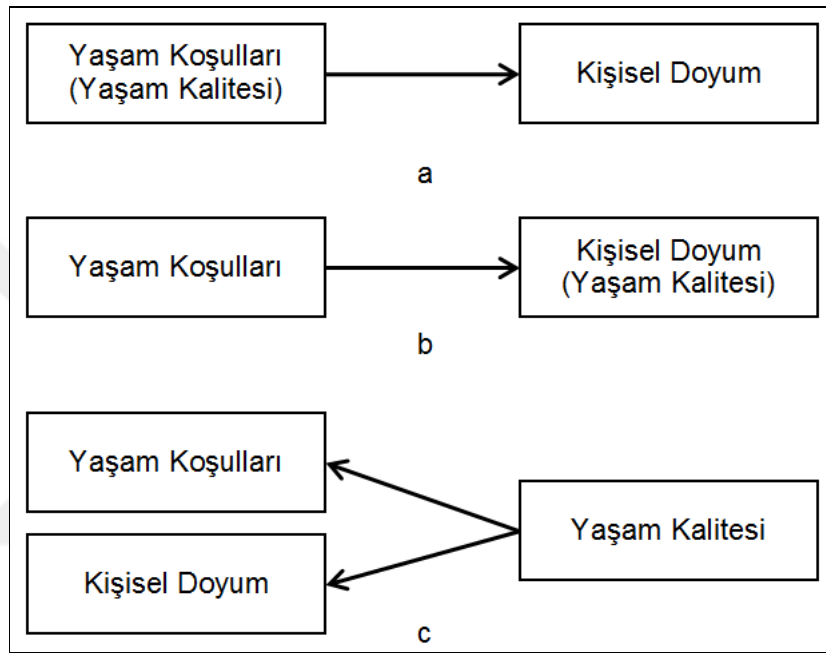 Yaşam Koşulları
(Yaşam Kalitesi)
Kişisel Doyum
a
Yaşam Koşulları
Kişisel Doyum
(Yaşam Kalitesi)
b
Yaşam Koşulları
Yaşam Kalitesi
Kişisel Doyum
c